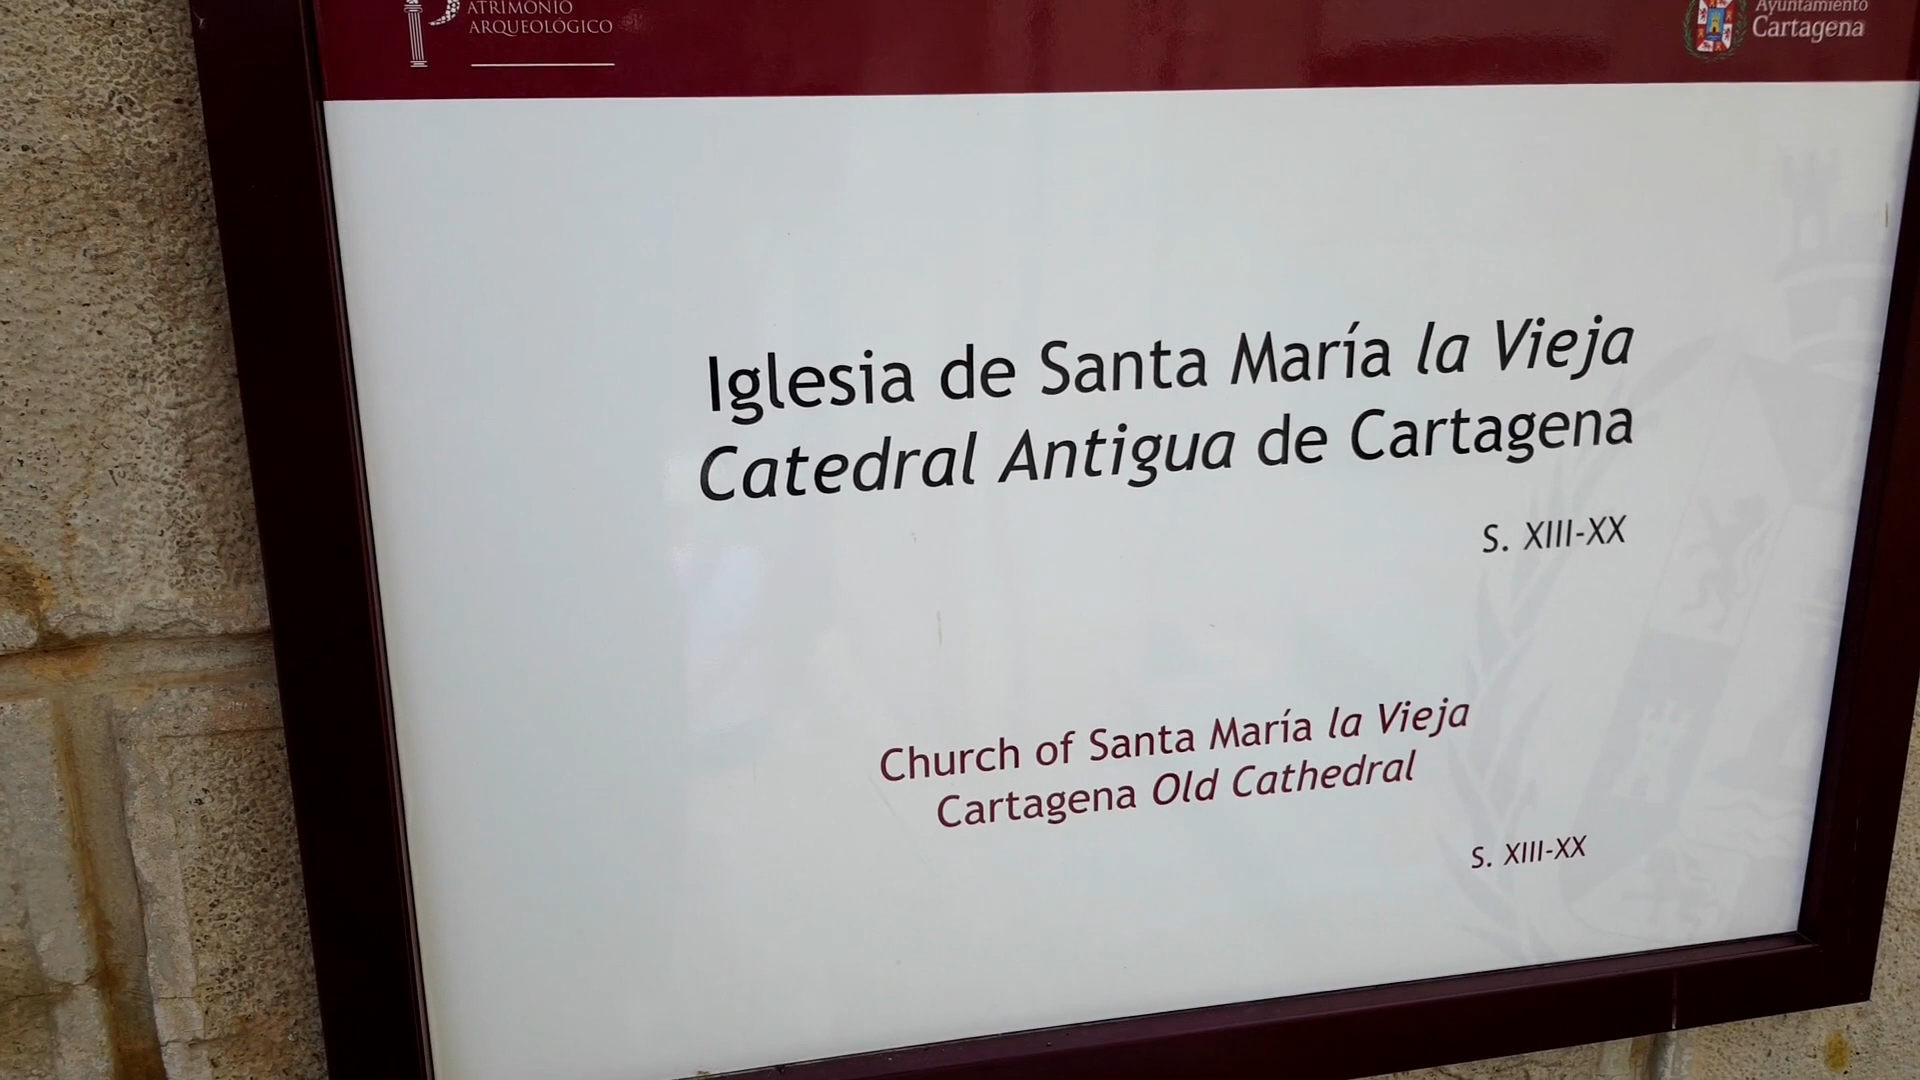 PATRIMONIO
ARQUEOLÓGICO
Ayuntamiento
Cartagena
Iglesia de Santa María la Vieja
Catedral Antigua de Cartagena
S. XIII-XX
Church of Santa María la Vieja
Cartagena Old Cathedral
S. XIII-XX